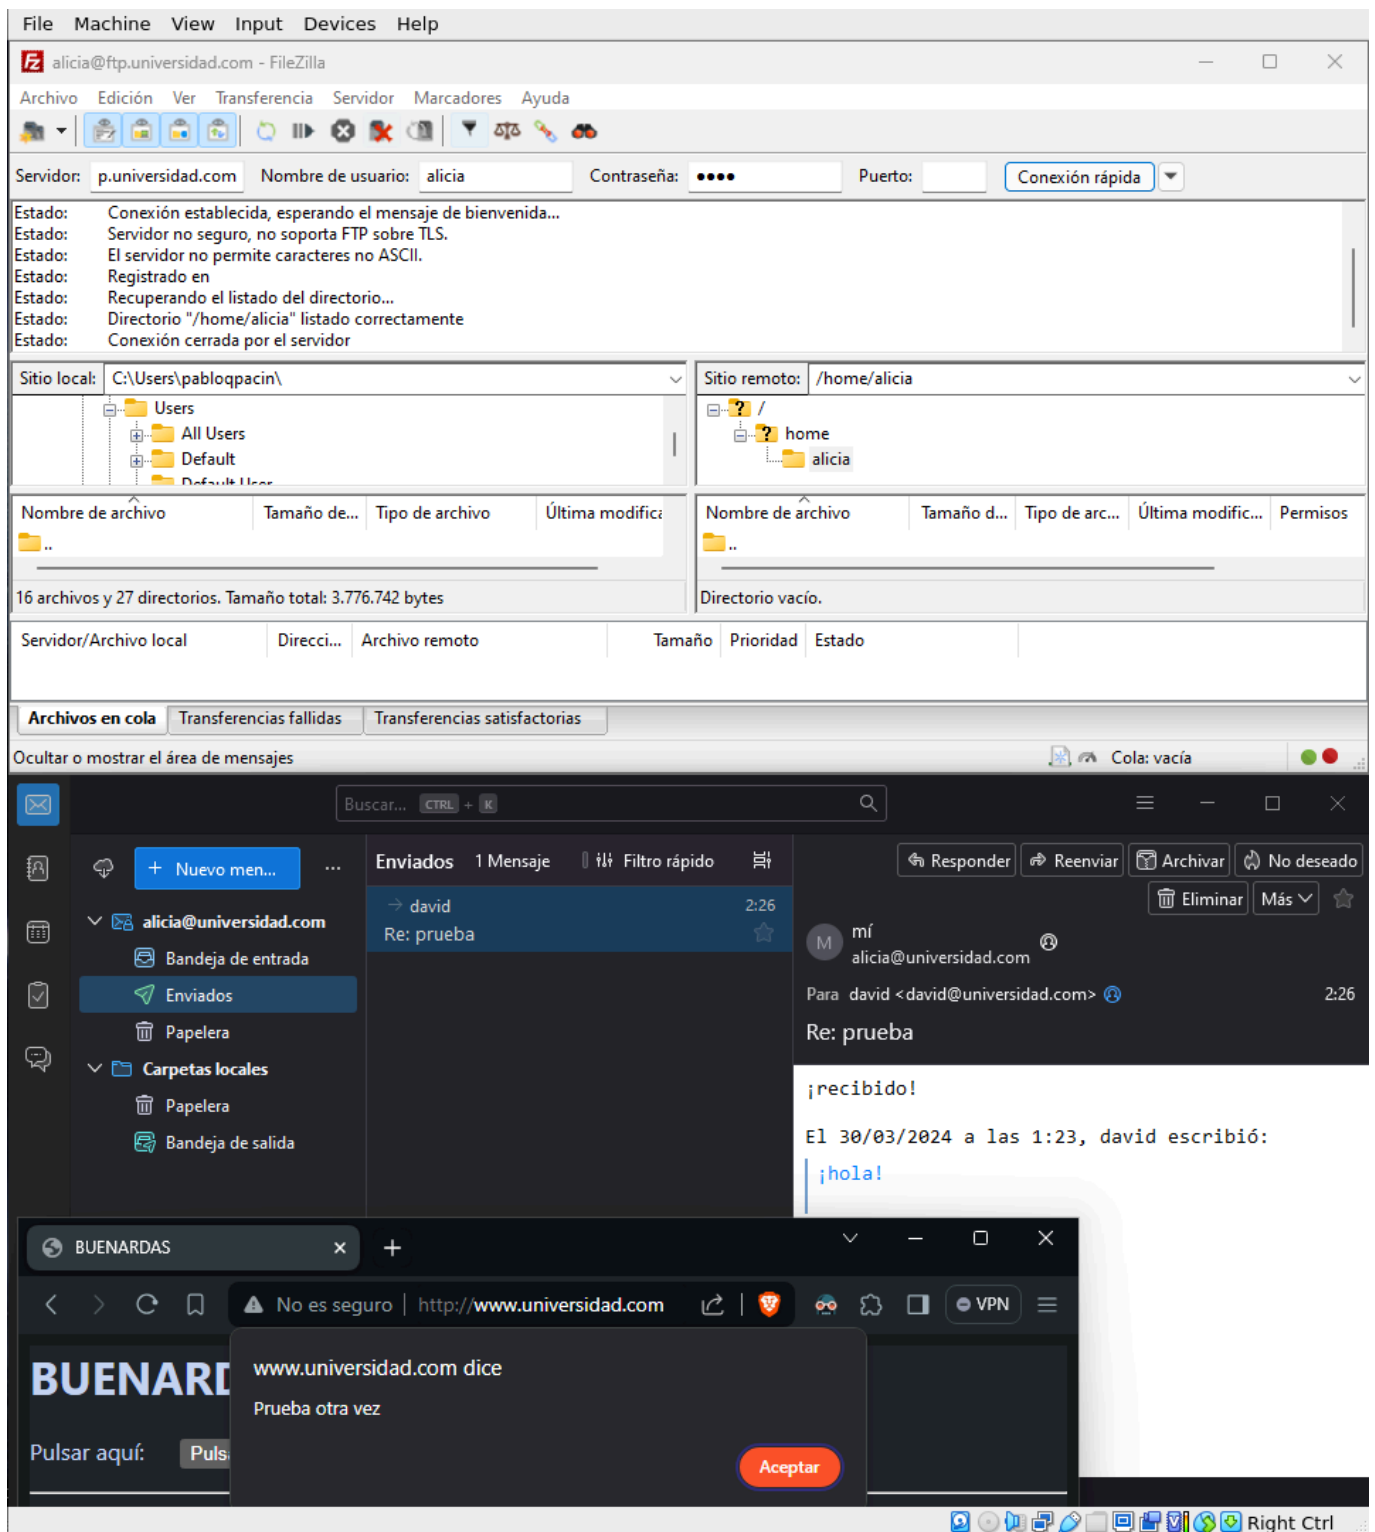 File Machine View Input Devices Help
alicia@ftp.universidad.com - FileZilla
Archivo Edición Ver Transferencia Servidor Marcadores Ayuda
Servidor: p.universidad.com Nombre de usuario: alicia Contraseña: •••• Puerto: Conexión rápida
Estado: Conexión establecida, esperando el mensaje de bienvenida...
Estado: Servidor no seguro, no soporta FTP sobre TLS.
Estado: El servidor no permite caracteres no ASCII.
Estado: Registrado en
Estado: Recuperando el listado del directorio...
Estado: Directorio "/home/alicia" listado correctamente
Estado: Conexión cerrada por el servidor
Sitio local: C:\Users\pabloqpacin\
Users
All Users
Default
Default User
Sitio remoto: /home/alicia
/
home
alicia
Nombre de archivo Tamaño de... Tipo de archivo Última modifica
..
16 archivos y 27 directorios. Tamaño total: 3.776.742 bytes
Nombre de archivo Tamaño d... Tipo de arc... Última modific... Permisos
..
Directorio vacío.
Servidor/Archivo local Direcci... Archivo remoto Tamaño Prioridad Estado
Archivos en cola Transferencias fallidas Transferencias satisfactorias
Ocultar o mostrar el área de mensajes Cola: vacía
Buscar... CTRL + K
+ Nuevo men... ...
alicia@universidad.com
Bandeja de entrada
Enviados
Papelera
Carpetas locales
Papelera
Bandeja de salida
Enviados 1 Mensaje Filtro rápido
david 2:26
Re: prueba
Responder Reenviar Archivar No deseado
Eliminar Más
M mí
alicia@universidad.com
Para david <david@universidad.com> 2:26
Re: prueba
¡recibido!
El 30/03/2024 a las 1:23, david escribió:
¡hola!
BUENARDAS
No es seguro http://www.universidad.com VPN
BUENARD
Pulsar aquí: Puls
www.universidad.com dice
Prueba otra vez
Aceptar
Right Ctrl